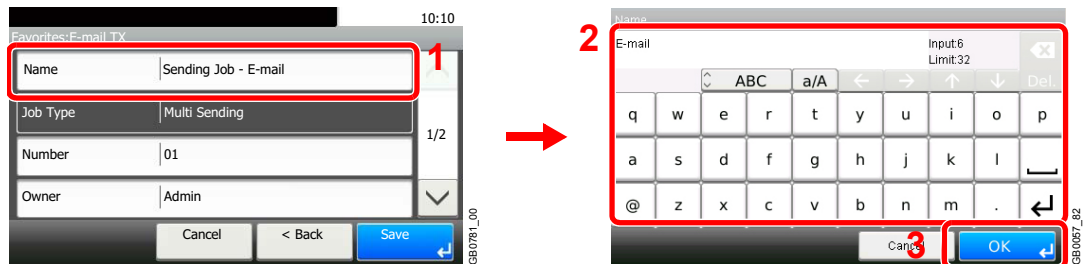 10:10
Favorites:E-mail TX
1
Name Sending Job - E-mail
Job Type Multi Sending
1/2
Number 01
Owner Admin
Cancel < Back Save
GB0781_00
2
Name
E-mail Input:6
Limit:32
ABC a/A ← → ↑ ↓ Del.
q w e r t y u i o p
a s d f g h j k l
@ z x c v b n m .
Cancel 3 OK
GB0057_82